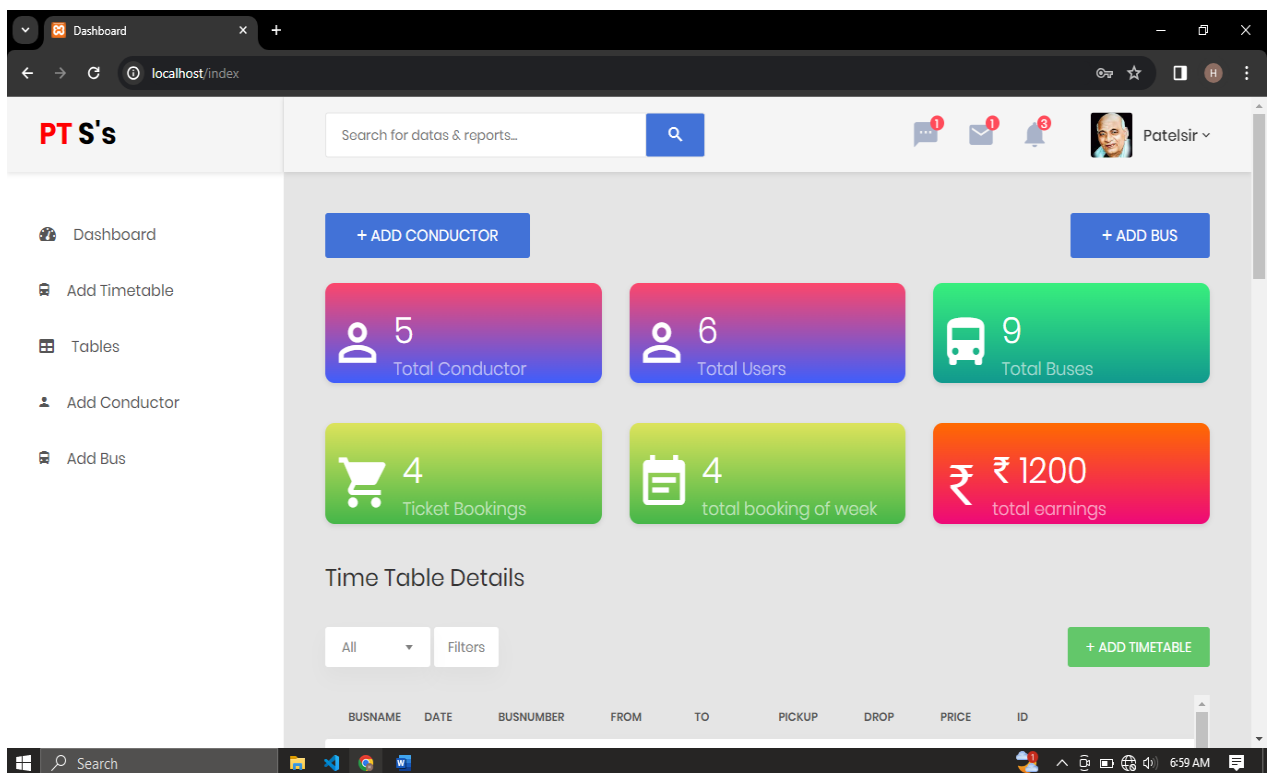 Dashboard
localhost/index
H
PT S's
Search for datas & reports...
1
1
3
Patelsir
Dashboard
Add Timetable
Tables
Add Conductor
Add Bus
+ ADD CONDUCTOR
+ ADD BUS
5
Total Conductor
6
Total Users
9
Total Buses
4
Ticket Bookings
4
total booking of week
₹ 1200
total earnings
Time Table Details
All
Filters
+ ADD TIMETABLE
BUSNAME DATE BUSNUMBER FROM TO PICKUP DROP PRICE ID
Search
1
6:59 AM